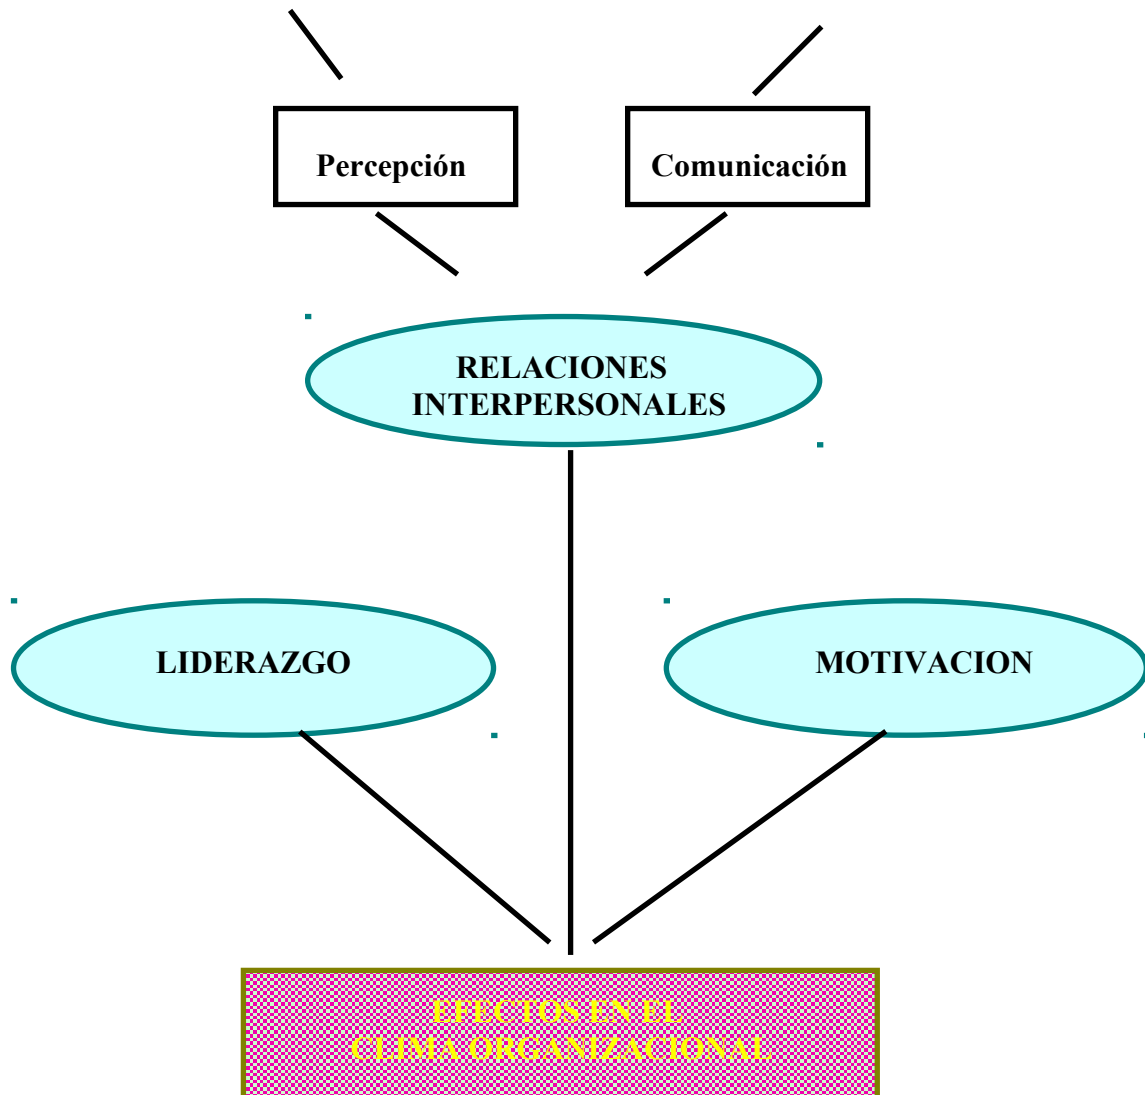 Percepción
Comunicación
RELACIONES
INTERPERSONALES
LIDERAZGO
MOTIVACION
EFECTOS EN EL
CLIMA ORGANIZACIONAL